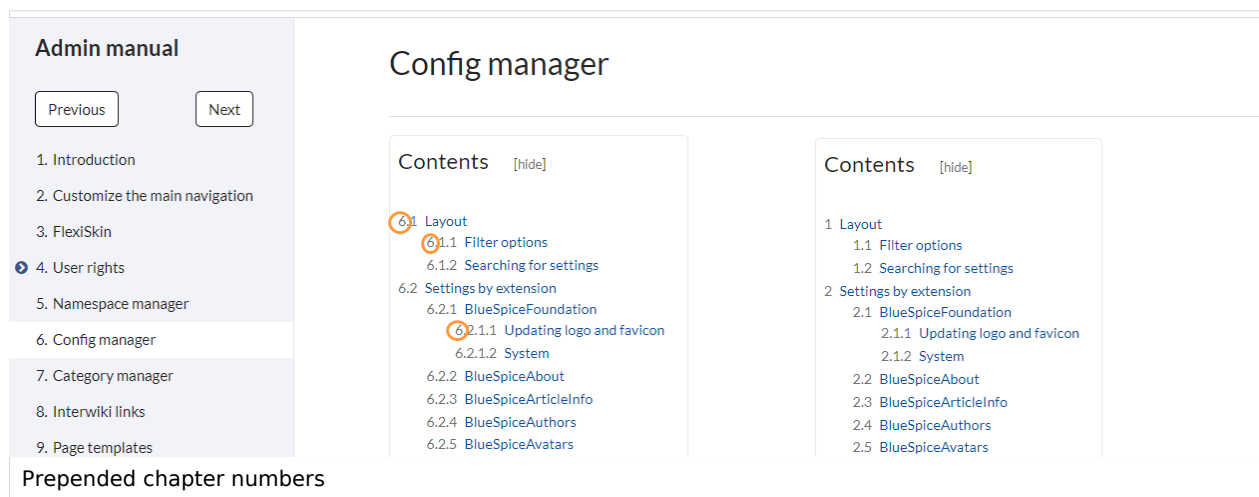 Admin manual
Previous
Next
1. Introduction
2. Customize the main navigation
3. FlexiSkin
4. User rights
5. Namespace manager
6. Config manager
7. Category manager
8. Interwiki links
9. Page templates
Config manager
Contents [hide]
6.1 Layout
6.1.1 Filter options
6.1.2 Searching for settings
6.2 Settings by extension
6.2.1 BlueSpiceFoundation
6.2.1.1 Updating logo and favicon
6.2.1.2 System
6.2.2 BlueSpiceAbout
6.2.3 BlueSpiceArticleInfo
6.2.4 BlueSpiceAuthors
6.2.5 BlueSpiceAvatars
Contents [hide]
1 Layout
1.1 Filter options
1.2 Searching for settings
2 Settings by extension
2.1 BlueSpiceFoundation
2.1.1 Updating logo and favicon
2.1.2 System
2.2 BlueSpiceAbout
2.3 BlueSpiceArticleInfo
2.4 BlueSpiceAuthors
2.5 BlueSpiceAvatars
Prepended chapter numbers